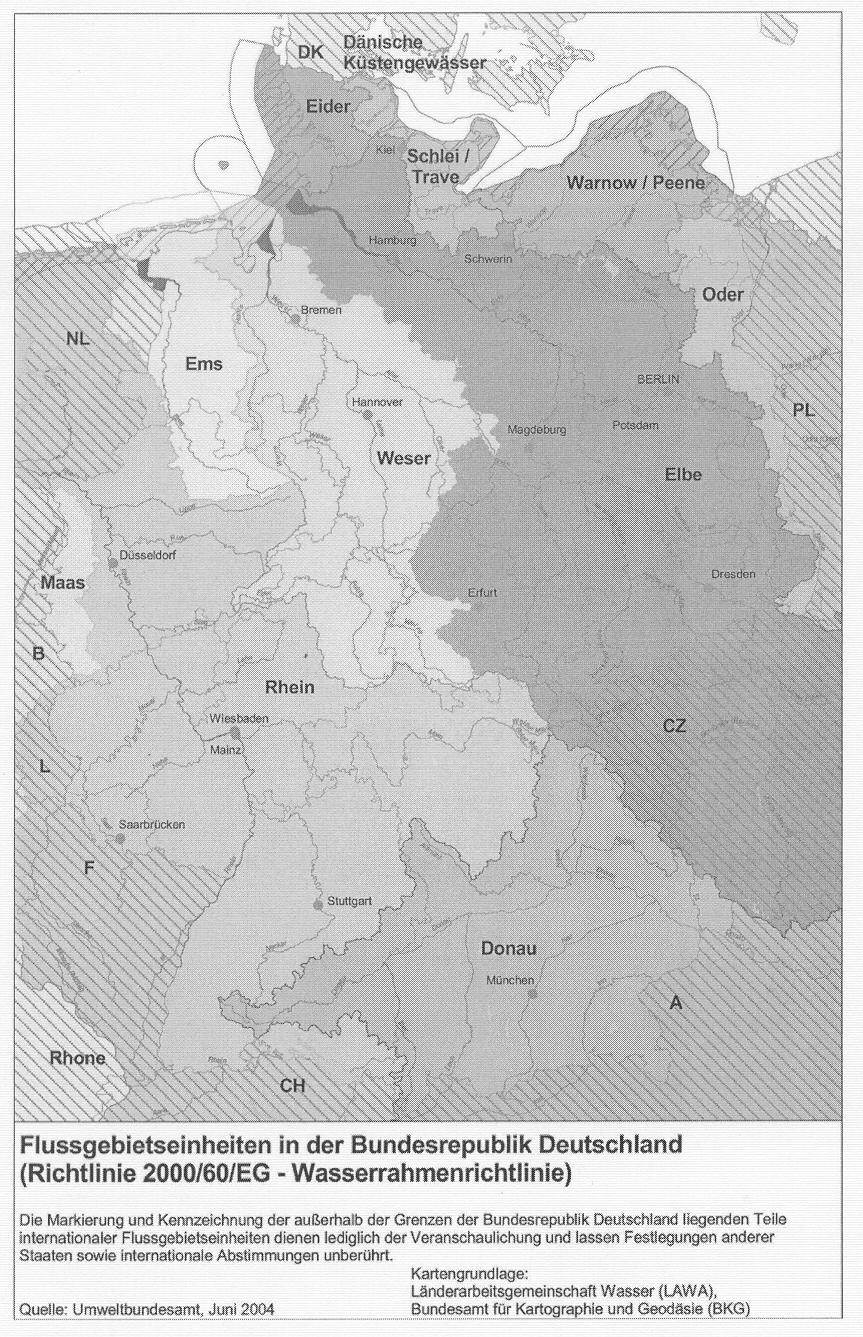 DK
Dänische
Küstengewässer
Eider
Kiel
Schlei /
Trave
Warnow / Peene
Hamburg
Schwerin
Oder
Bremen
NL
Ems
BERLIN
Hannover
PL
Magdeburg
Potsdam
Weser
Elbe
Düsseldorf
Maas
Dresden
Erfurt
B
Rhein
Wiesbaden
CZ
Mainz
L
Saarbrücken
F
Stuttgart
Donau
München
A
Rhone
CH
Flussgebietseinheiten in der Bundesrepublik Deutschland
(Richtlinie 2000/60/EG - Wasserrahmenrichtlinie)
Die Markierung und Kennzeichnung der außerhalb der Grenzen der Bundesrepublik Deutschland liegenden Teile
internationaler Flussgebietseinheiten dienen lediglich der Veranschaulichung und lassen Festlegungen anderer
Staaten sowie internationale Abstimmungen unberührt.
Kartengrundlage:
Länderarbeitsgemeinschaft Wasser (LAWA),
Quelle: Umweltbundesamt, Juni 2004 Bundesamt für Kartographie und Geodäsie (BKG)